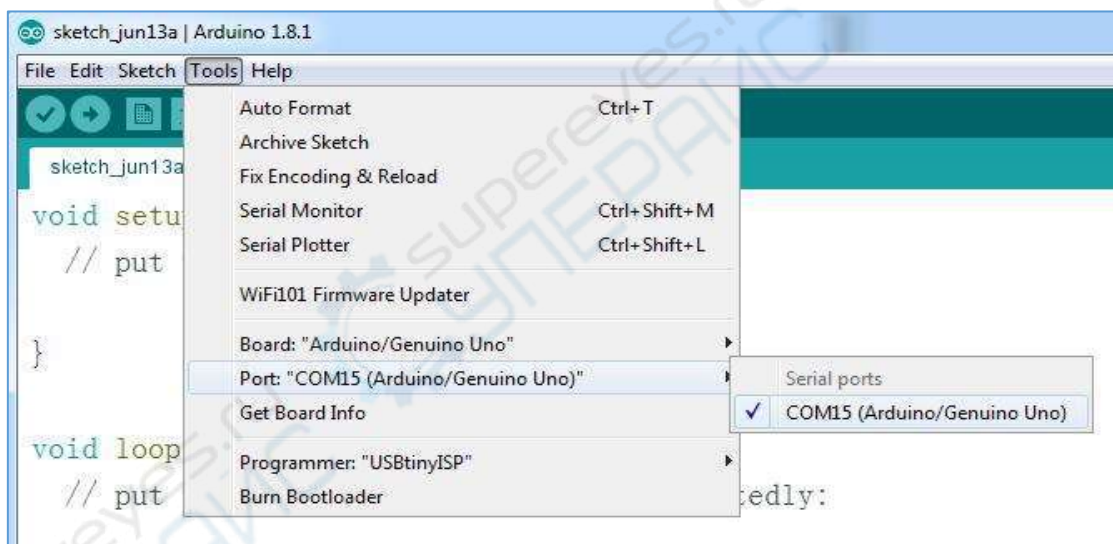 sketch_jun13a | Arduino 1.8.1
File Edit Sketch Tools Help
Auto Format Ctrl+T
Archive Sketch
sketch_jun13a
Fix Encoding & Reload
void setu
Serial Monitor Ctrl+Shift+M
Serial Plotter Ctrl+Shift+L
// put
WiFi101 Firmware Updater
}
Board: "Arduino/Genuino Uno"
Port: "COM15 (Arduino/Genuino Uno)"
Serial ports
Get Board Info
COM15 (Arduino/Genuino Uno)
void loop
Programmer: "USBtinyISP"
// put
Burn Bootloader
tedly:
supereyes.ru
СУПЕРАЙС